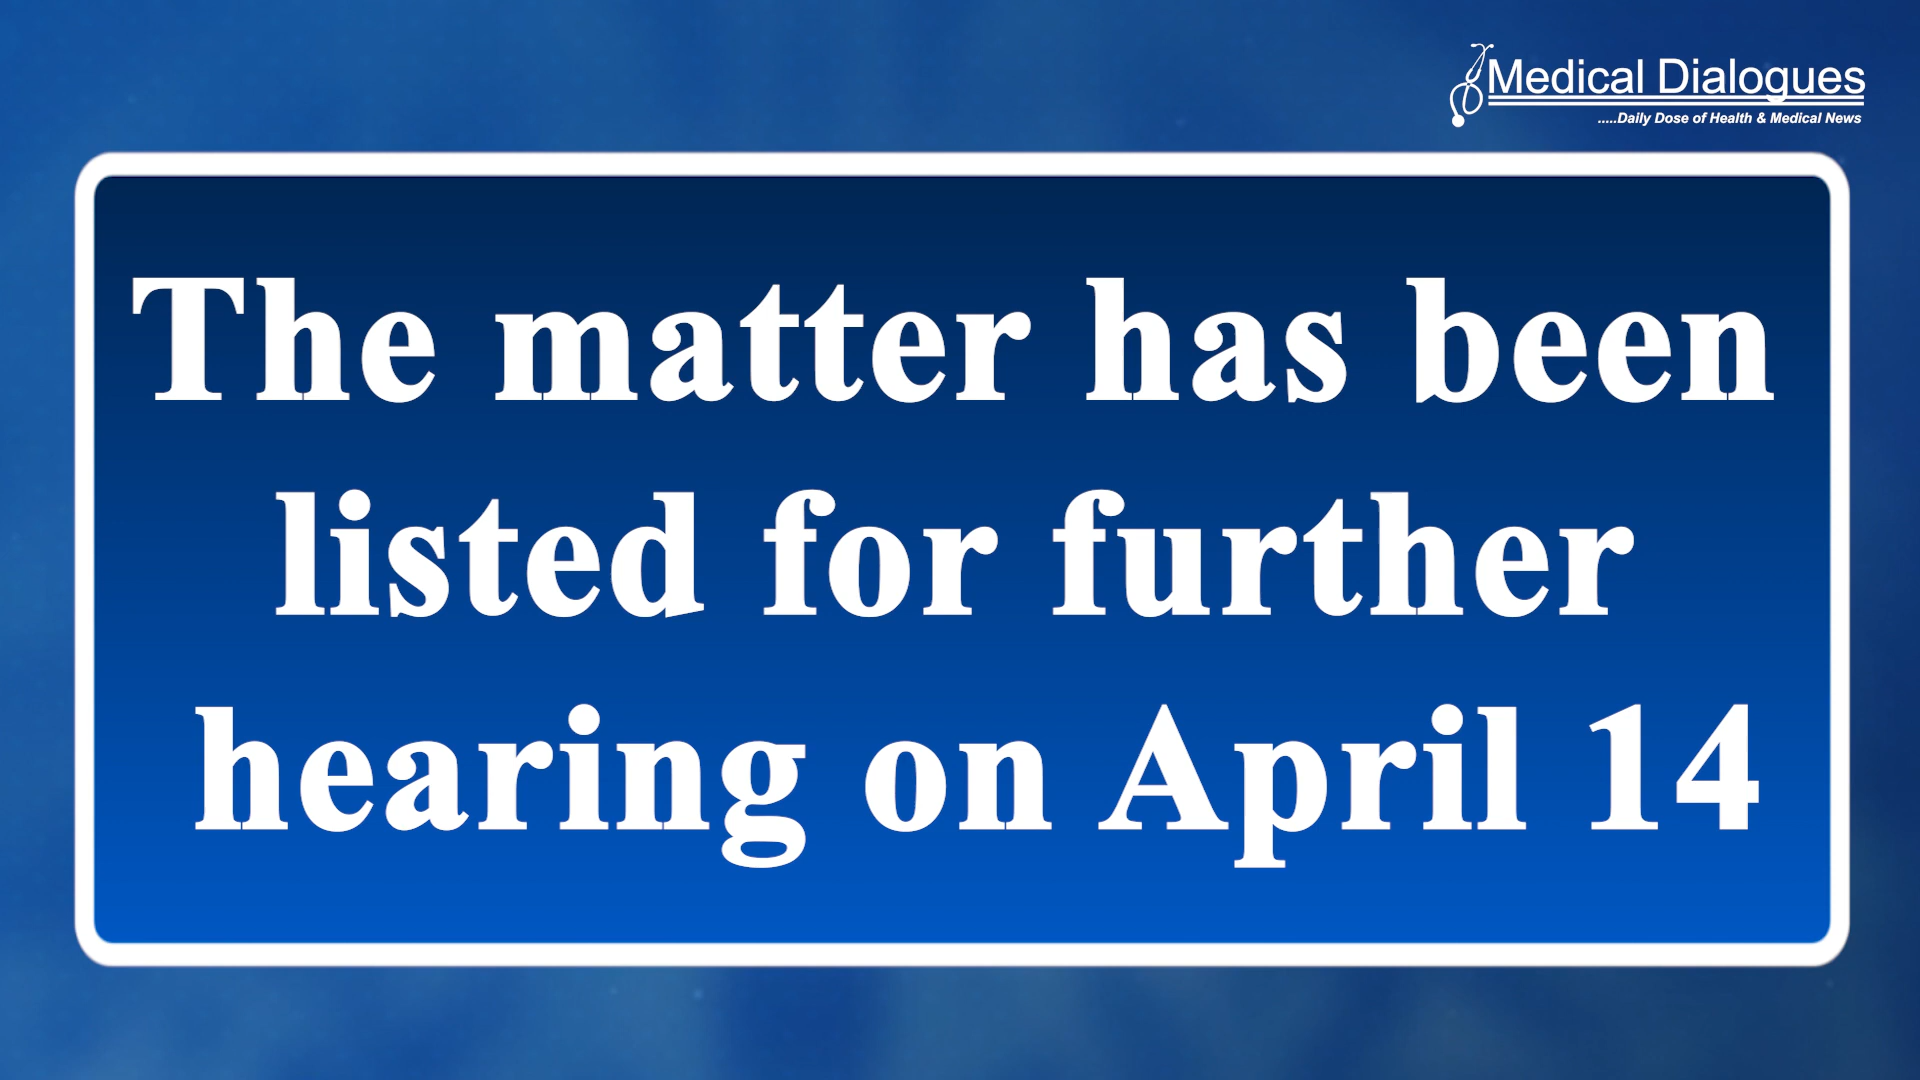 Medical Dialogues
.....Daily Dose of Health & Medical News
The matter has been
listed for further
hearing on April 14